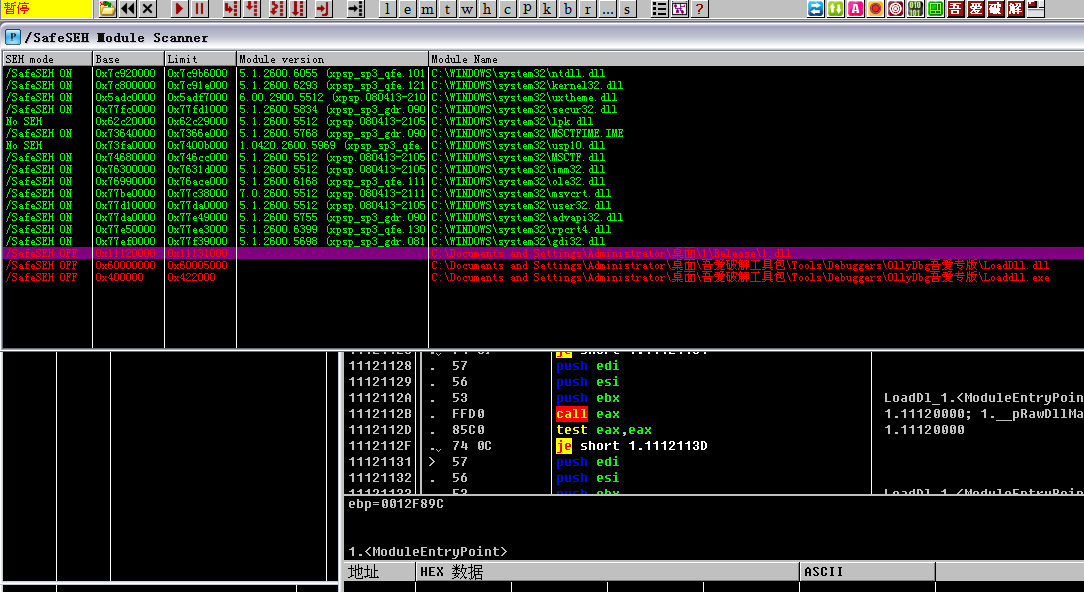 暂停
l e m t w h c p k b r ... s ?
A 吾 爱 破 解
P /SafeSEH Module Scanner
SEH mode Base Limit Module version Module Name
/SafeSEH ON 0x7c920000 0x7c9b6000 5.1.2600.6055 (xpsp_sp3_qfe.101 C:\WINDOWS\system32\ntdll.dll
/SafeSEH ON 0x7c800000 0x7c91e000 5.1.2600.6293 (xpsp_sp3_qfe.121 C:\WINDOWS\system32\kernel32.dll
/SafeSEH ON 0x5adc0000 0x5adf7000 6.00.2900.5512 (xpsp.080413-210 C:\WINDOWS\system32\uxtheme.dll
/SafeSEH ON 0x77fc0000 0x77fd1000 5.1.2600.5834 (xpsp_sp3_gdr.090 C:\WINDOWS\system32\secur32.dll
No SEH 0x62c20000 0x62c29000 5.1.2600.5512 (xpsp.080413-2105 C:\WINDOWS\system32\lpk.dll
/SafeSEH ON 0x73640000 0x7366e000 5.1.2600.5768 (xpsp_sp3_gdr.090 C:\WINDOWS\system32\MSCTFIME.IME
No SEH 0x73fa0000 0x7400b000 1.0420.2600.5969 (xpsp_sp3_qfe. C:\WINDOWS\system32\usp10.dll
/SafeSEH ON 0x74680000 0x746cc000 5.1.2600.5512 (xpsp.080413-2105 C:\WINDOWS\system32\MSCTF.dll
/SafeSEH ON 0x76300000 0x7631d000 5.1.2600.5512 (xpsp.080413-2105 C:\WINDOWS\system32\imm32.dll
/SafeSEH ON 0x76990000 0x76ace000 5.1.2600.6168 (xpsp_sp3_qfe.111 C:\WINDOWS\system32\ole32.dll
/SafeSEH ON 0x77be0000 0x77c38000 7.0.2600.5512 (xpsp.080413-2111 C:\WINDOWS\system32\msvcrt.dll
/SafeSEH ON 0x77d10000 0x77da0000 5.1.2600.5512 (xpsp.080413-2105 C:\WINDOWS\system32\user32.dll
/SafeSEH ON 0x77da0000 0x77e49000 5.1.2600.5755 (xpsp_sp3_gdr.090 C:\WINDOWS\system32\advapi32.dll
/SafeSEH ON 0x77e50000 0x77ee3000 5.1.2600.6399 (xpsp_sp3_qfe.130 C:\WINDOWS\system32\rpcrt4.dll
/SafeSEH ON 0x77ef0000 0x77f39000 5.1.2600.5698 (xpsp_sp3_gdr.081 C:\WINDOWS\system32\gdi32.dll
/SafeSEH OFF 0x11120000 0x11131000 C:\Documents and Settings\Administrator\桌面\1\Release\1.dll
/SafeSEH OFF 0x60000000 0x60005000 C:\Documents and Settings\Administrator\桌面\吾爱破解工具包\Tools\Debuggers\OllyDbg吾爱专版\LoadDll.dll
/SafeSEH OFF 0x400000 0x422000 C:\Documents and Settings\Administrator\桌面\吾爱破解工具包\Tools\Debuggers\OllyDbg吾爱专版\Loaddll.exe
11121128 . 57 push edi
11121129 . 56 push esi
1112112A . 53 push ebx LoadDl_1.<ModuleEntryPoin
1112112B . FFD0 call eax 1.11120000; 1.__pRawDllMa
1112112D . 85C0 test eax,eax 1.11120000
1112112F .⌄ 74 0C je short 1.1112113D
11121131 > 57 push edi
11121132 . 56 push esi
11121133 . 53 push ebx LoadDl_1.<ModuleEntryPoin
ebp=0012F89C
1.<ModuleEntryPoint>
地址 HEX 数据 ASCII